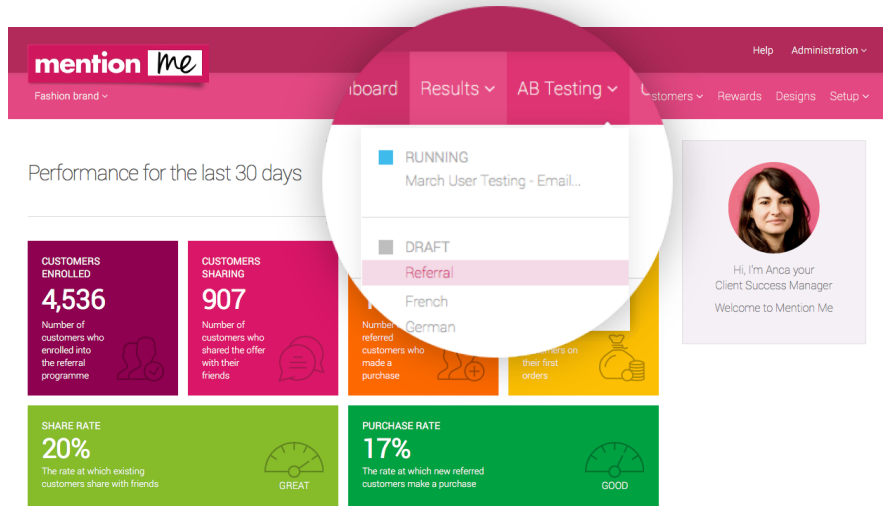 mention me
Help Administration
Fashion brand
board Results AB Testing Customers Rewards Designs Setup
RUNNING
March User Testing - Email...
DRAFT
Referral
French
German
Performance for the last 30 days
CUSTOMERS
ENROLLED
4,536
Number of
customers who
enrolled into
the referral
programme
CUSTOMERS
SHARING
907
Number of
customers who
shared the offer
with their
friends
Number
referred
customers who
made a
purchase
customers on
their first
orders
Hi, I'm Anca your
Client Success Manager
Welcome to Mention Me
SHARE RATE
20%
The rate at which existing
customers share with friends
GREAT
PURCHASE RATE
17%
The rate at which new referred
customers make a purchase
GOOD